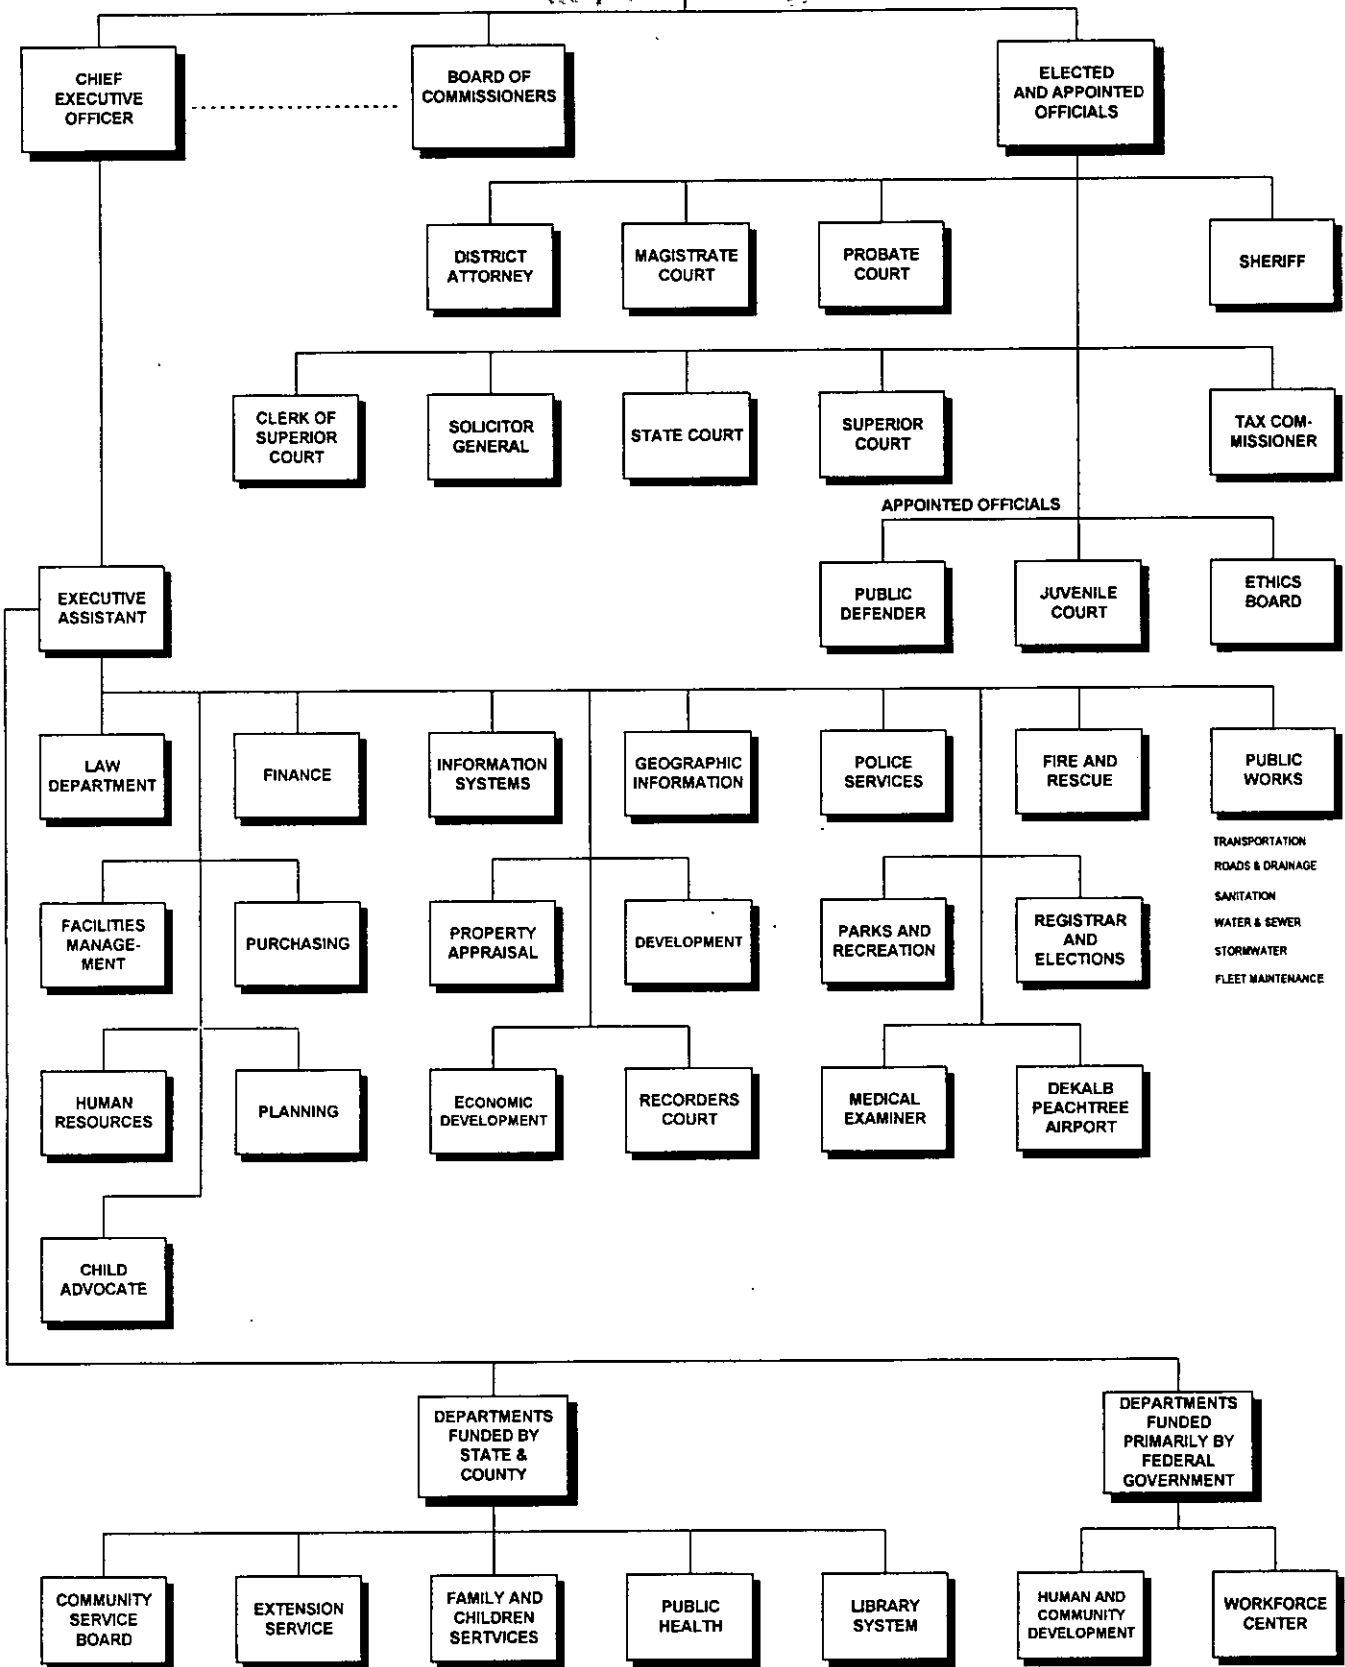 CHIEF
EXECUTIVE
OFFICER
BOARD OF
COMMISSIONERS
ELECTED
AND APPOINTED
OFFICIALS
DISTRICT
ATTORNEY
MAGISTRATE
COURT
PROBATE
COURT
SHERIFF
CLERK OF
SUPERIOR
COURT
SOLICITOR
GENERAL
STATE COURT
SUPERIOR
COURT
TAX COM-
MISSIONER
APPOINTED OFFICIALS
EXECUTIVE
ASSISTANT
PUBLIC
DEFENDER
JUVENILE
COURT
ETHICS
BOARD
LAW
DEPARTMENT
FINANCE
INFORMATION
SYSTEMS
GEOGRAPHIC
INFORMATION
POLICE
SERVICES
FIRE AND
RESCUE
PUBLIC
WORKS
TRANSPORTATION
ROADS & DRAINAGE
SANITATION
WATER & SEWER
STORMWATER
FLEET MAINTENANCE
FACILITIES
MANAGE-
MENT
PURCHASING
PROPERTY
APPRAISAL
DEVELOPMENT
PARKS AND
RECREATION
REGISTRAR
AND
ELECTIONS
HUMAN
RESOURCES
PLANNING
ECONOMIC
DEVELOPMENT
RECORDERS
COURT
MEDICAL
EXAMINER
DEKALB
PEACHTREE
AIRPORT
CHILD
ADVOCATE
DEPARTMENTS
FUNDED BY
STATE &
COUNTY
DEPARTMENTS
FUNDED
PRIMARILY BY
FEDERAL
GOVERNMENT
COMMUNITY
SERVICE
BOARD
EXTENSION
SERVICE
FAMILY AND
CHILDREN
SERTVICES
PUBLIC
HEALTH
LIBRARY
SYSTEM
HUMAN AND
COMMUNITY
DEVELOPMENT
WORKFORCE
CENTER